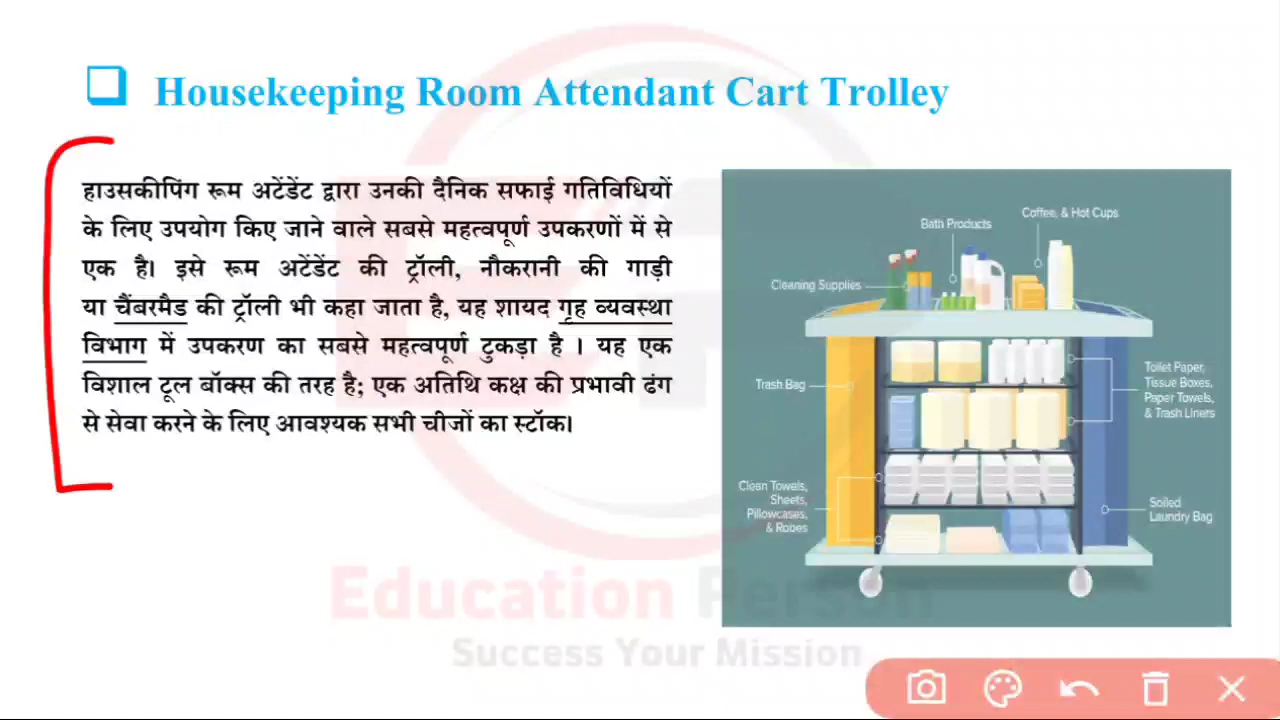 Housekeeping Room Attendant Cart Trolley
हाउसकीपिंग रूम अटेंडेंट द्वारा उनकी दैनिक सफाई गतिविधियों
के लिए उपयोग किए जाने वाले सबसे महत्वपूर्ण उपकरणों में से
एक है। इसे रूम अटेंडेंट की ट्रॉली, नौकरानी की गाड़ी
या चैंबरमैड की ट्रॉली भी कहा जाता है, यह शायद गृह व्यवस्था
विभाग में उपकरण का सबसे महत्वपूर्ण टुकड़ा है । यह एक
विशाल टूल बॉक्स की तरह है; एक अतिथि कक्ष की प्रभावी ढंग
से सेवा करने के लिए आवश्यक सभी चीजों का स्टॉक।
Coffee, & Hot Cups
Bath Products
Cleaning Supplies
Trash Bag
Toilet Paper,
Tissue Boxes,
Paper Towels,
& Trash Liners
Clean Towels,
Sheets,
Pillowcases,
& Robes
Soiled
Laundry Bag
Education Person
Success Your Mission